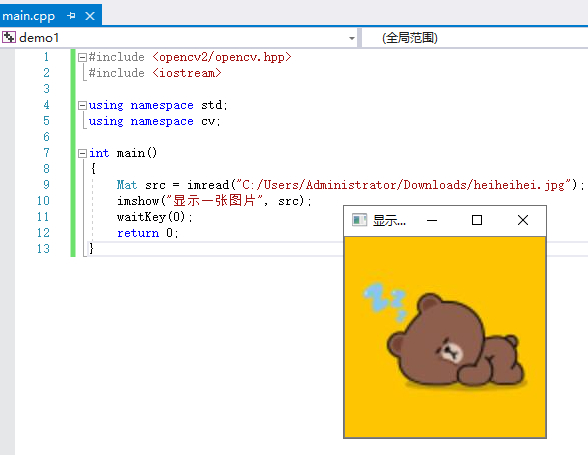 main.cpp
demo1
(全局范围)
1 #include <opencv2/opencv.hpp>
2 #include <iostream>
3
4 using namespace std;
5 using namespace cv;
6
7 int main()
8 {
9 Mat src = imread("C:/Users/Administrator/Downloads/heiheihei.jpg");
10 imshow("显示一张图片", src);
11 waitKey(0);
12 return 0;
13 }
显示...